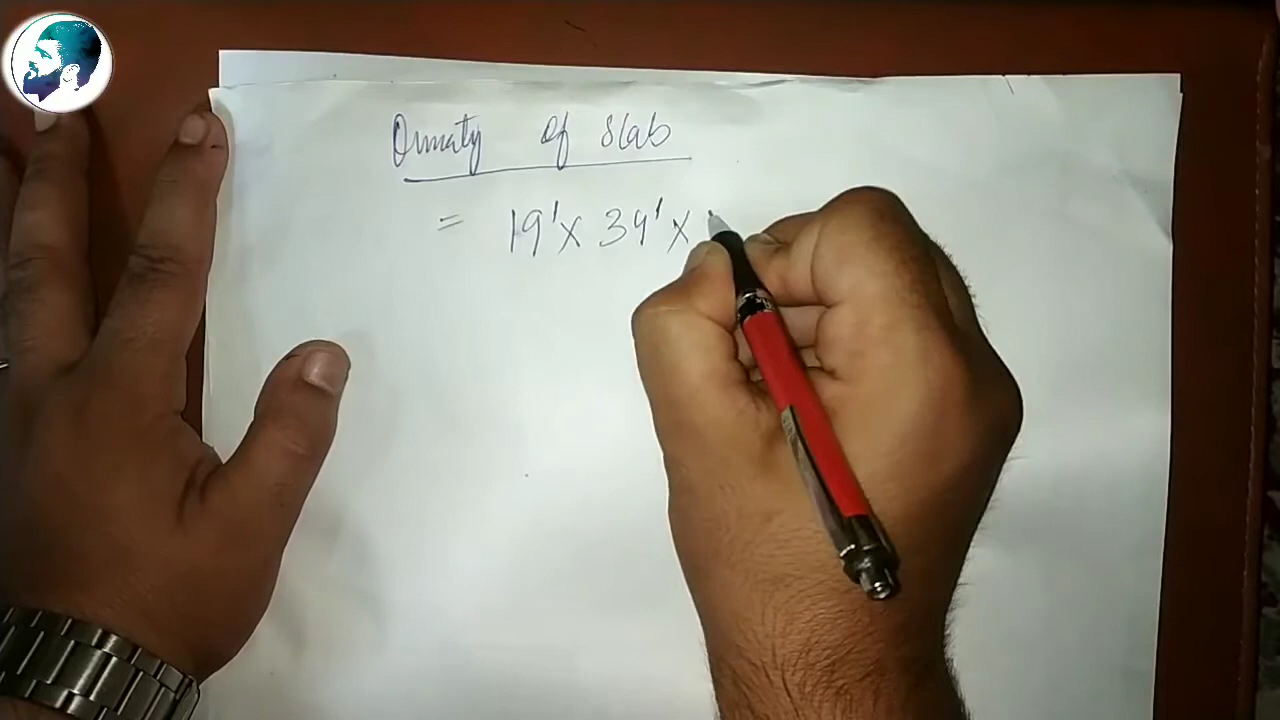 Qunaty of Slab
= 19' x 34' x